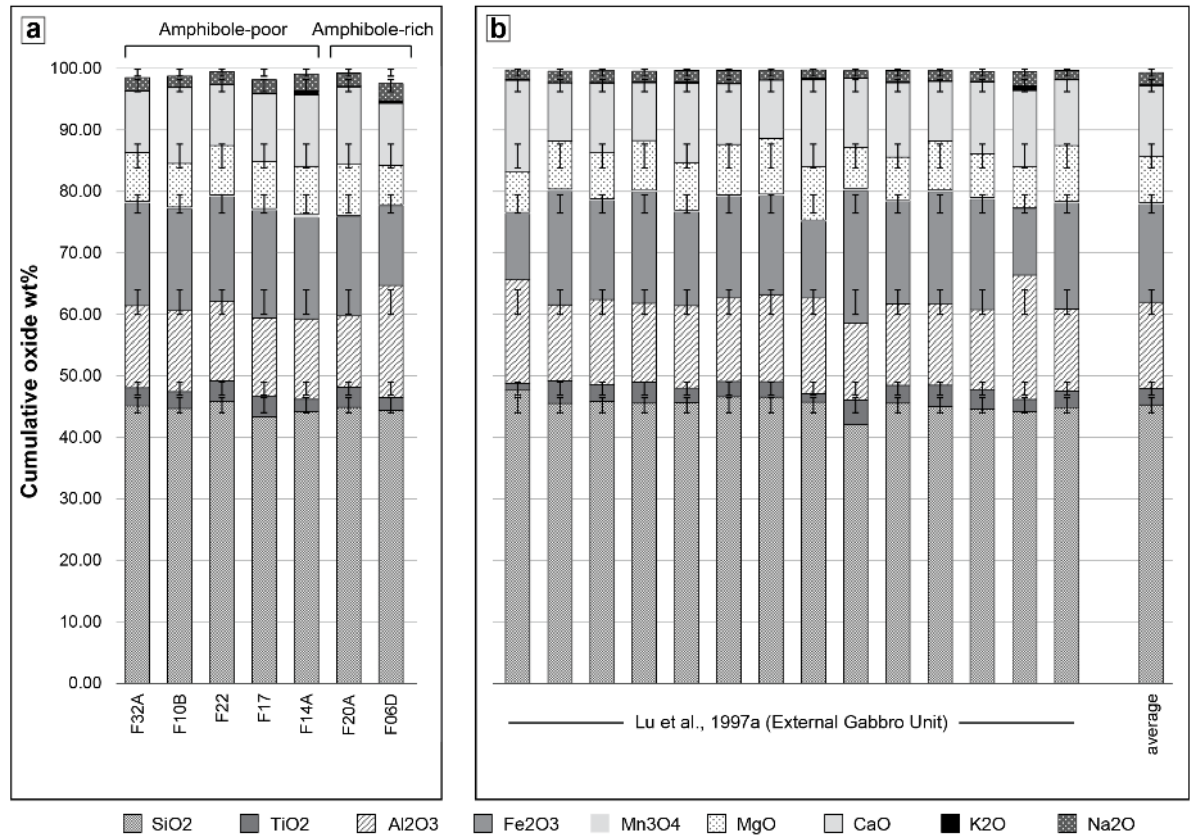 a
Amphibole-poor Amphibole-rich
b
Cumulative oxide wt%
100.00
90.00
80.00
70.00
60.00
50.00
40.00
30.00
20.00
10.00
0.00
F32A
F10B
F22
F17
F14A
F20A
F06D
Lu et al., 1997a (External Gabbro Unit)
average
SiO2 TiO2 Al2O3 Fe2O3 Mn3O4 MgO CaO K2O Na2O